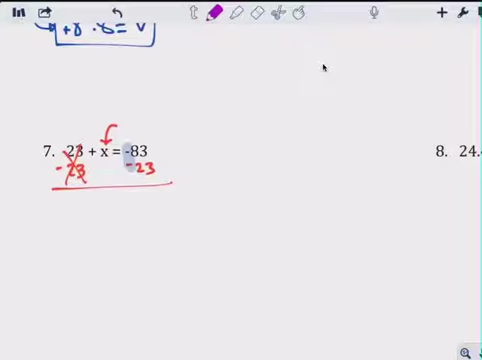 +8 · 8 = v
7. 23 + x = -83
-23 -23
8. 24.